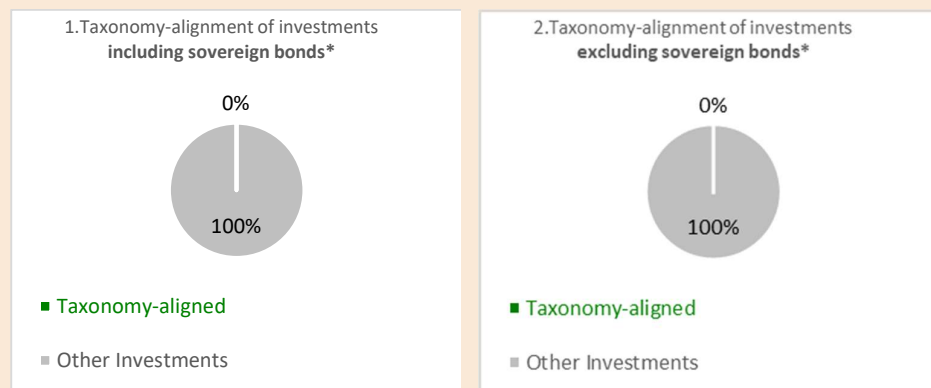 1.Taxonomy-alignment of investments
including sovereign bonds*
0%
100%
Taxonomy-aligned
Other Investments
2.Taxonomy-alignment of investments
excluding sovereign bonds*
0%
100%
Taxonomy-aligned
Other Investments